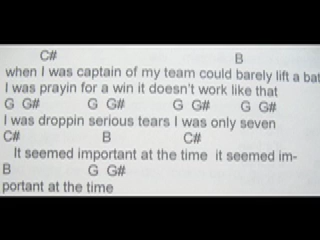 C# B
when I was captain of my team could barely lift a bat
I was prayin for a win it doesn't work like that
G G# G G# G G# G G#
I was droppin serious tears I was only seven
C# B C#
It seemed important at the time it seemed im-
B G G#
portant at the time